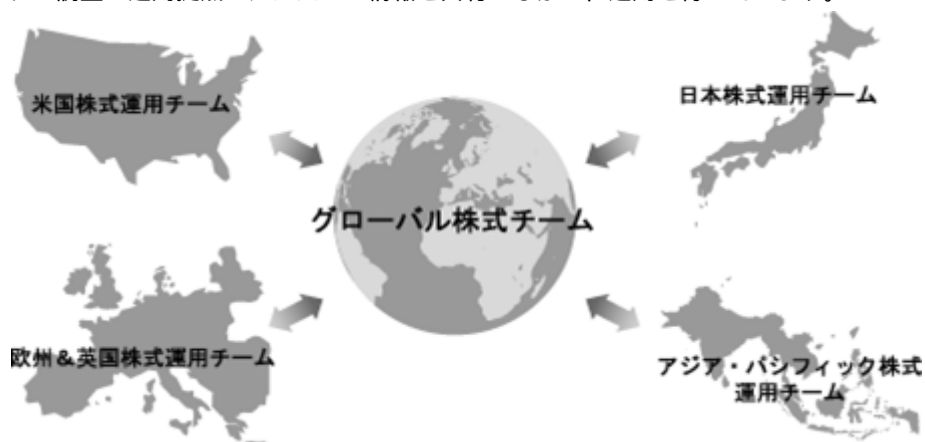 米国株式運用チーム
日本株式運用チーム
グローバル株式チーム
欧州&英国株式運用チーム
アジア・パシフィック株式
運用チーム